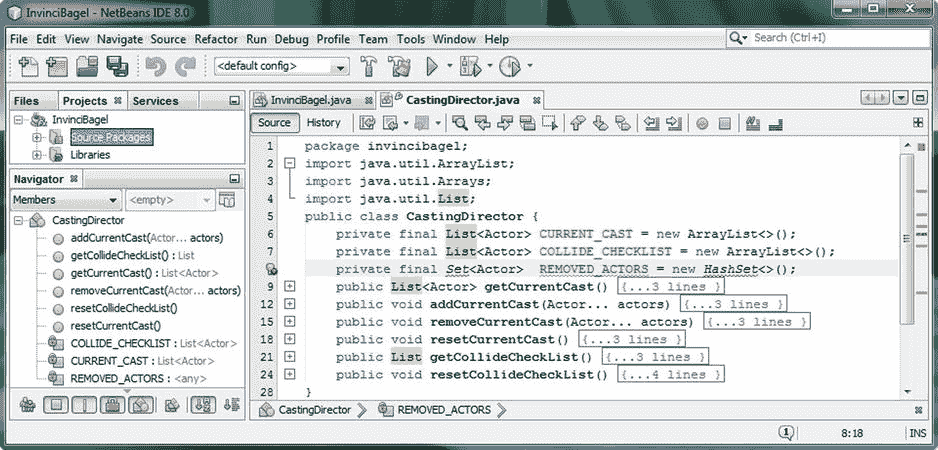 InvinciBagel - NetBeans IDE 8.0
File Edit View Navigate Source Refactor Run Debug Profile Team Tools Window Help
Search (Ctrl+I)
<default config>
Files Projects Services
InvinciBagel
Source Packages
Libraries
Navigator
Members <empty>
CastingDirector
addCurrentCast(Actor... actors)
getCollideCheckList() : List
getCurrentCast() : List<Actor>
removeCurrentCast(Actor... actors)
resetCollideCheckList()
resetCurrentCast()
COLLIDE_CHECKLIST : List<Actor>
CURRENT_CAST : List<Actor>
REMOVED_ACTORS : <any>
InvinciBagel.java CastingDirector.java
Source History
1 package invincibagel;
2 import java.util.ArrayList;
3 import java.util.Arrays;
4 import java.util.List;
5 public class CastingDirector {
6 private final List<Actor> CURRENT_CAST = new ArrayList<>();
7 private final List<Actor> COLLIDE_CHECKLIST = new ArrayList<>();
private final Set<Actor> REMOVED_ACTORS = new HashSet<>();
9 public List<Actor> getCurrentCast() {...3 lines }
12 public void addCurrentCast(Actor... actors) {...3 lines }
15 public void removeCurrentCast(Actor... actors) {...3 lines }
18 public void resetCurrentCast() {...3 lines }
21 public List getCollideCheckList() {...3 lines }
24 public void resetCollideCheckList() {...4 lines }
28 }
CastingDirector REMOVED_ACTORS
1 8:18 INS